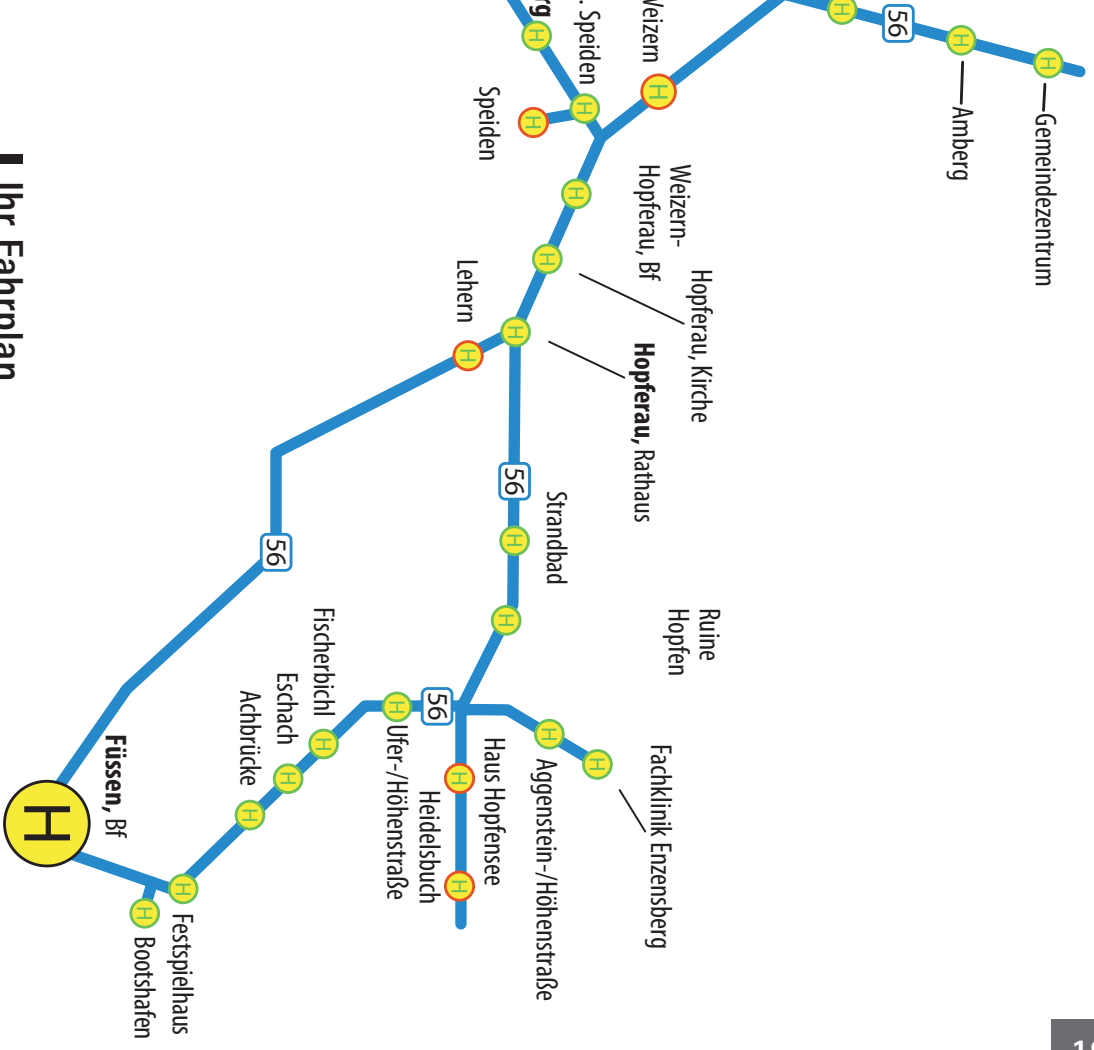 Gemeindezentrum
Amberg
56
Weizern
. Speiden
rg
Speiden
Weizern-
Hopferau, Bf
Hopferau, Kirche
Hopferau, Rathaus
Lehern
56
Strandbad
Ruine
Hopfen
56
Fachklinik Enzensberg
Aggenstein-/Höhenstraße
Haus Hopfensee
Heidelsbuch
56
Ufer-/Höhenstraße
Fischerbichl
Eschach
Achbrücke
Füssen, Bf
H
Festspielhaus
Bootshafen
Ihr Fahrplan